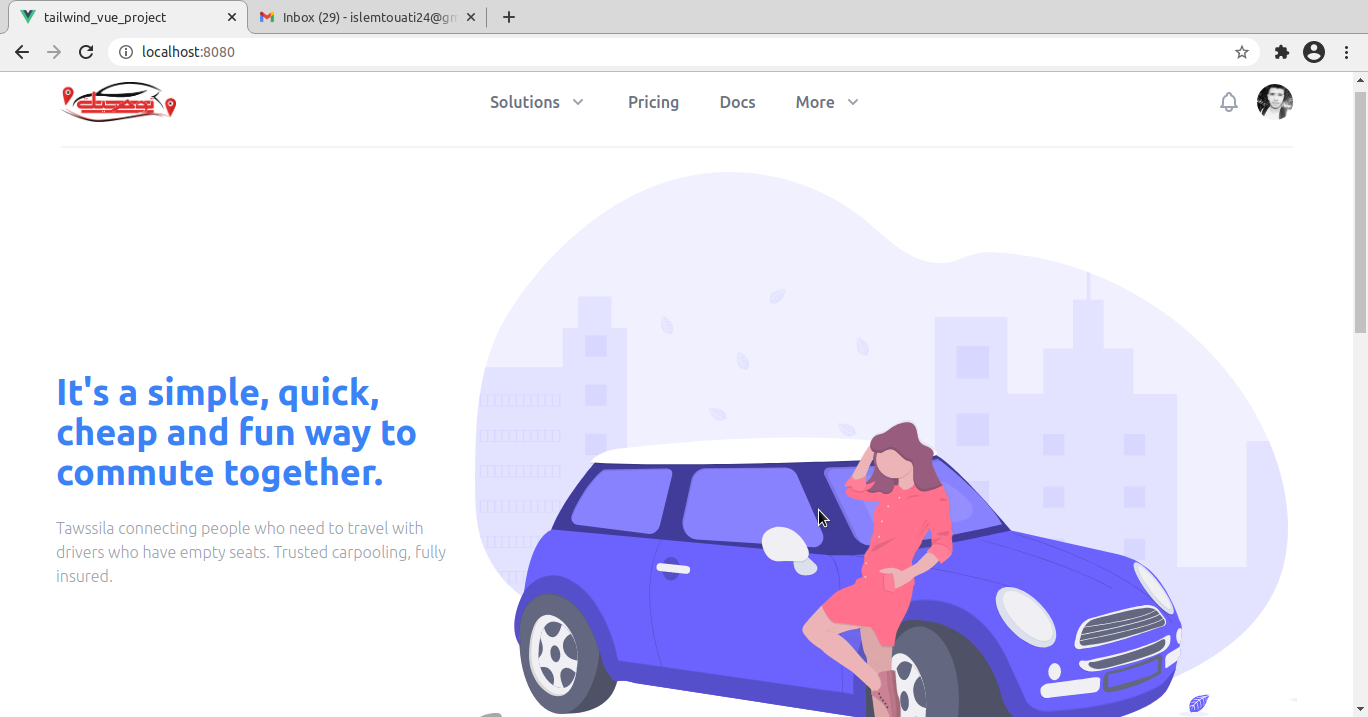 tailwind_vue_project
Inbox (29) - islemtouati24@gm
localhost:8080
Solutions
Pricing
Docs
More
It's a simple, quick,
cheap and fun way to
commute together.
Tawssila connecting people who need to travel with
drivers who have empty seats. Trusted carpooling, fully
insured.